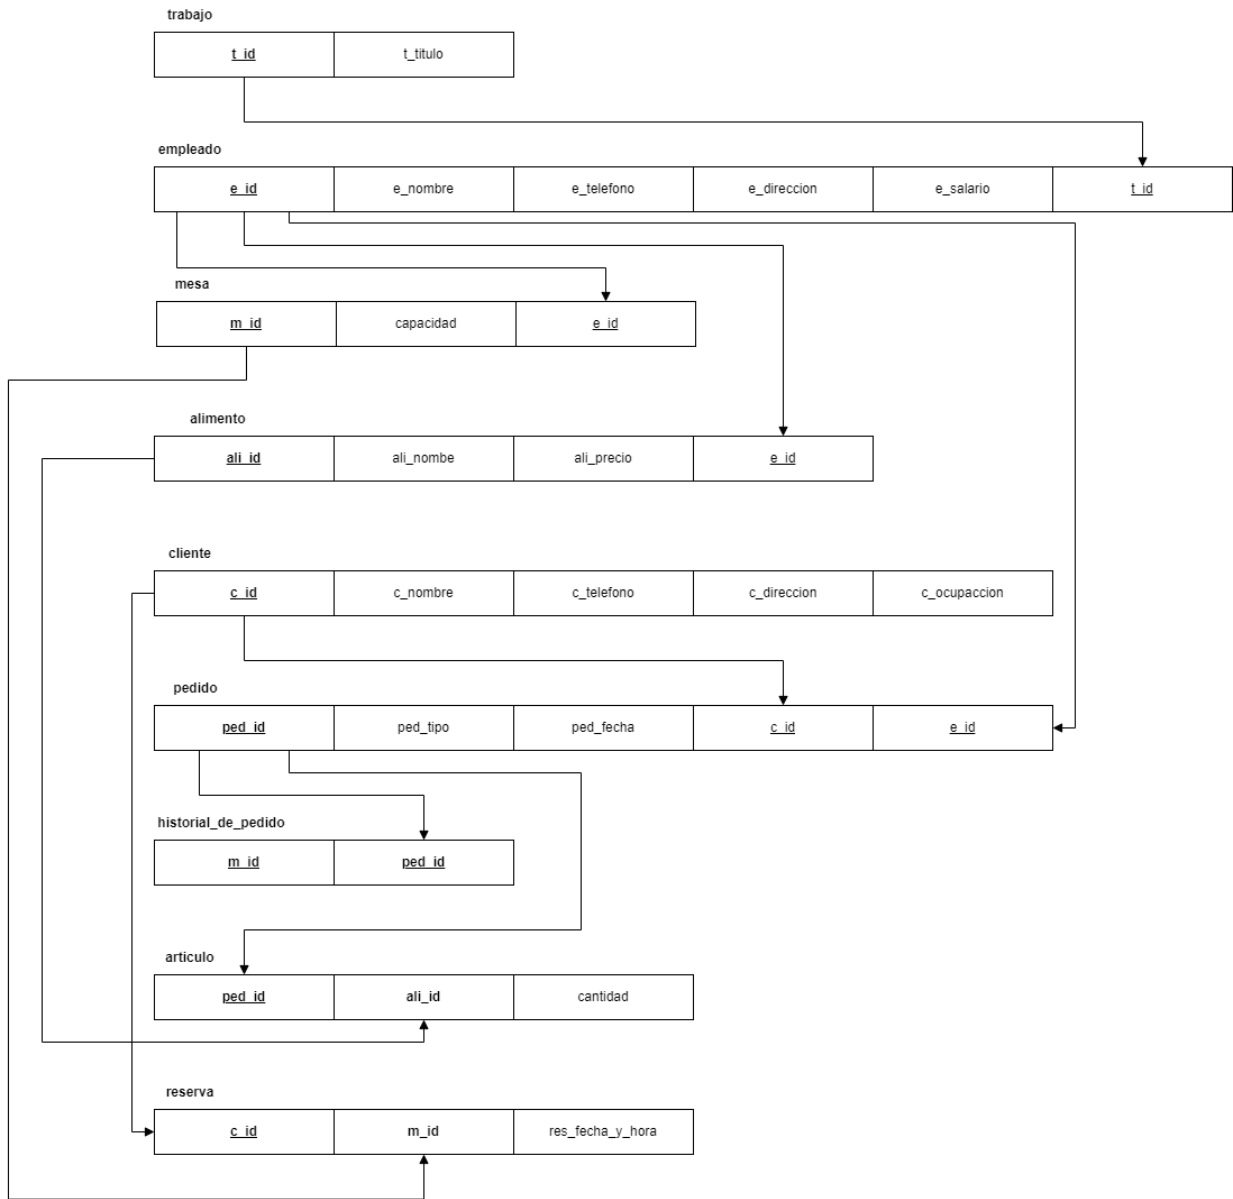 trabajo
t_id t_titulo
empleado
e_id e_nombre e_telefono e_direccion e_salario t_id
mesa
m_id capacidad e_id
alimento
ali_id ali_nombe ali_precio e_id
cliente
c_id c_nombre c_telefono c_direccion c_ocupaccion
pedido
ped_id ped_tipo ped_fecha c_id e_id
historial_de_pedido
m_id ped_id
articulo
ped_id ali_id cantidad
reserva
c_id m_id res_fecha_y_hora